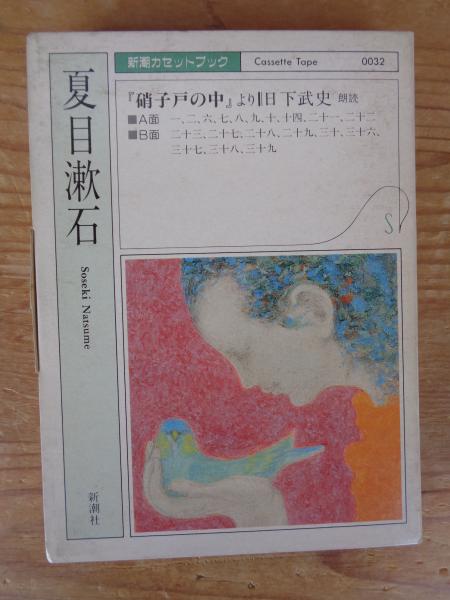 新潮カセットブック Cassette Tape 0032
『硝子戸の中』より‖日下武史 朗読
■A面 一、二、六、七、八、九、十、十四、二十一、二十二
■B面 二十三、二十七、二十八、二十九、三十、三十六、
三十七、三十八、三十九
S
夏目漱石
Soseki Natsume
新潮社